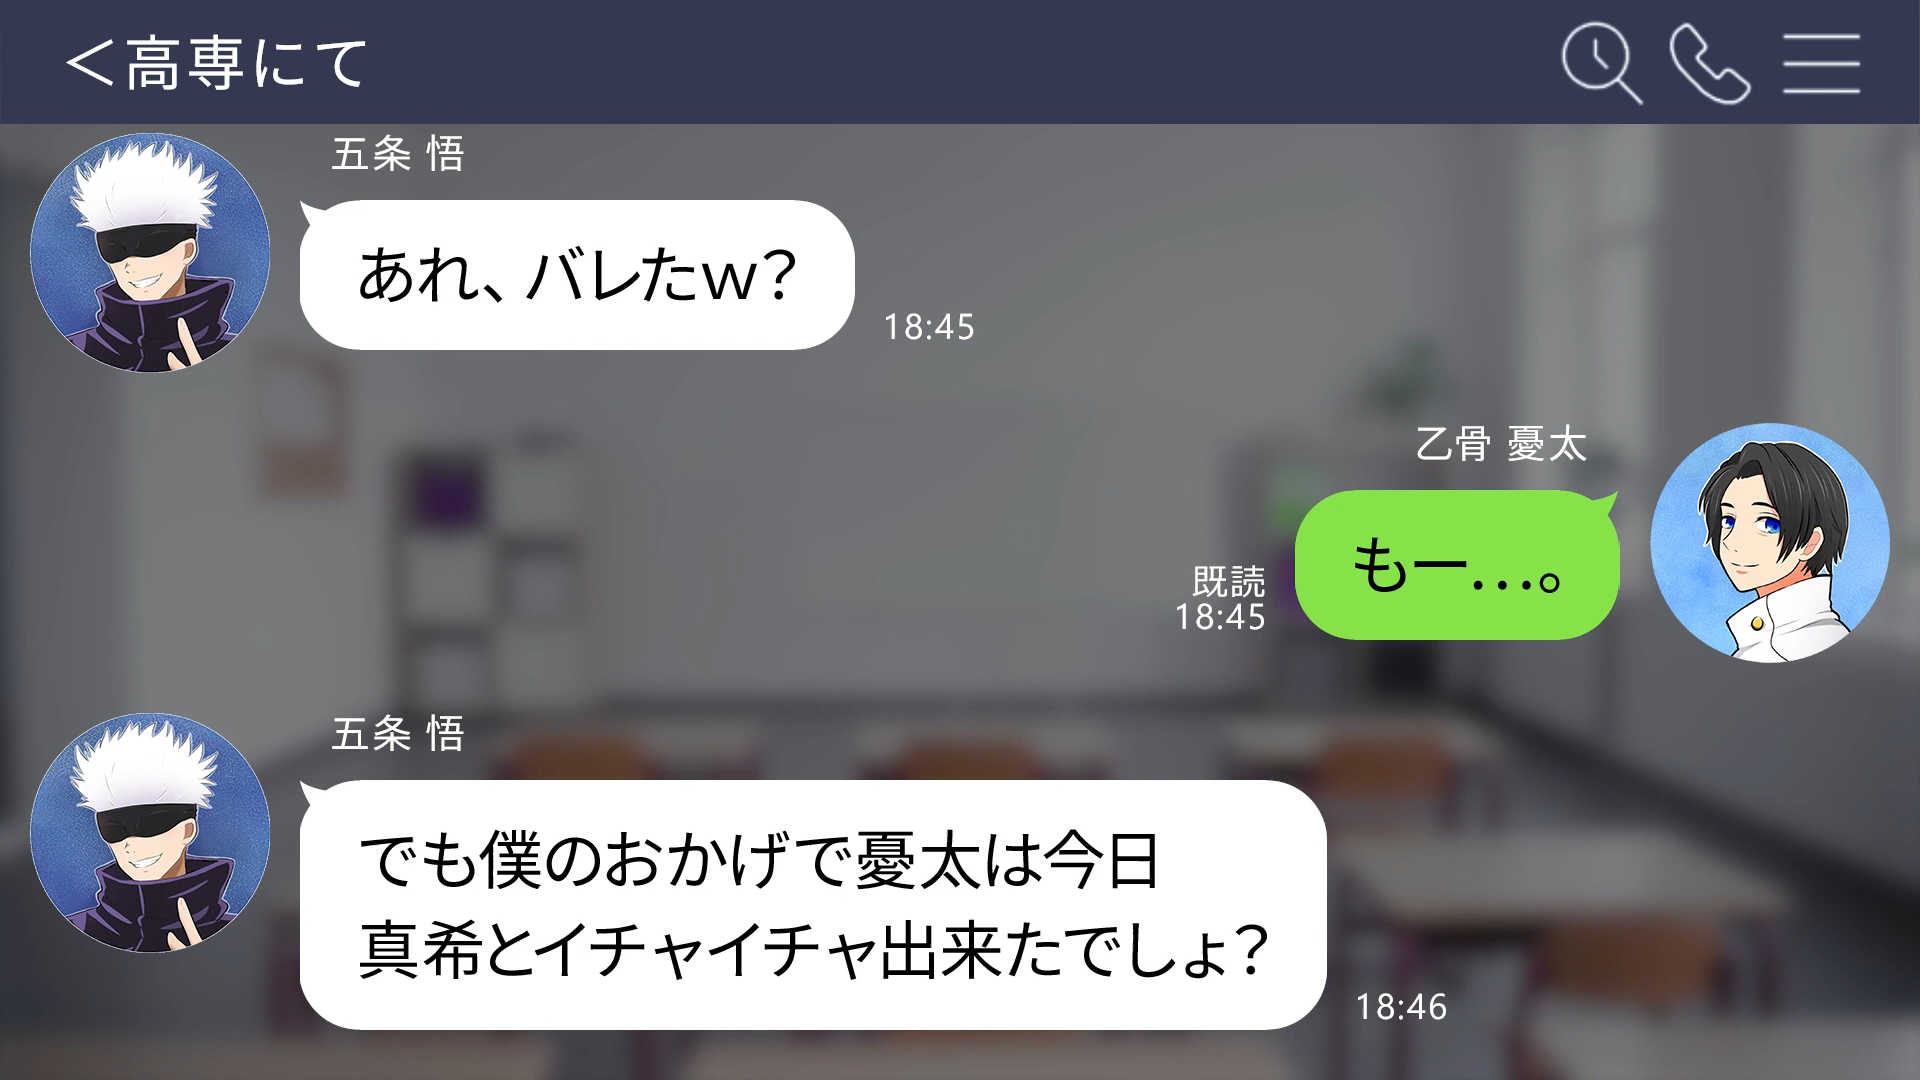 ＜高専にて
五条 悟
あれ、バレたｗ？
18:45
乙骨 憂太
もー…。
既読
18:45
五条 悟
でも僕のおかげで憂太は今日
真希とイチャイチャ出来たでしょ？
18:46